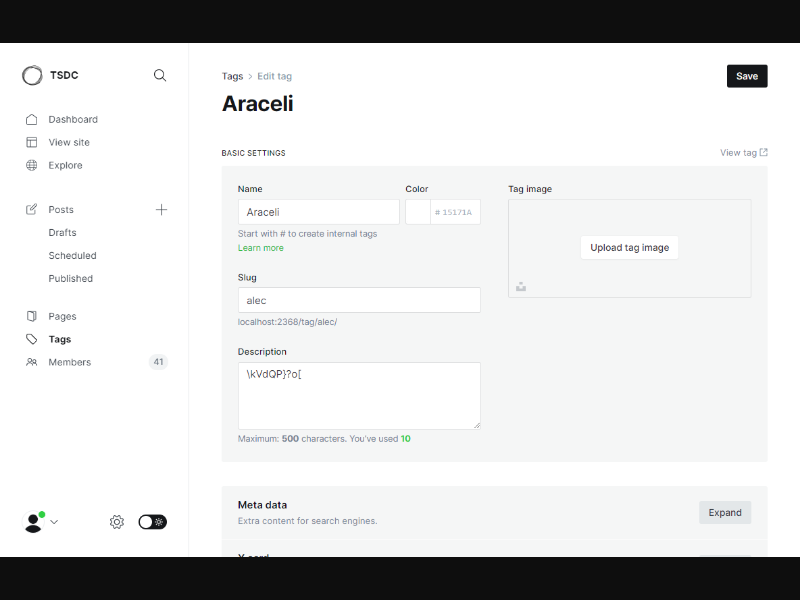 TSDC
Dashboard
View site
Explore
Posts
Drafts
Scheduled
Published
Pages
Tags
Members 41
Tags > Edit tag
Save
Araceli
BASIC SETTINGS
View tag
Name
Araceli
Start with # to create internal tags
Learn more
Color
# 15171A
Slug
alec
localhost:2368/tag/alec/
Description
\kVdQP}?o[
Maximum: 500 characters. You've used 10
Tag image
Upload tag image
Meta data
Extra content for search engines.
Expand